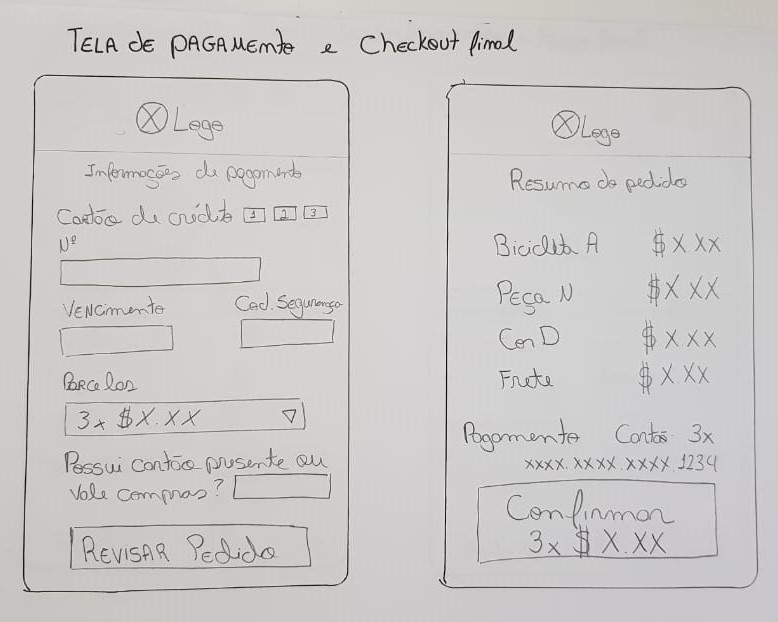 TELA de PAGAMENTO e Checkout final
Logo
Informações de pagamento
Cartão de crédito 1 2 3
Nº
VENCimento Cod. Segurança
Parcelas
3x $X.XX
Possui cartão presente ou
Vale compras?
REVISAR Pedido
Logo
Resumo do pedido
Bicicleta A $X.XX
Peça N $X.XX
Cor D $X.XX
Frete $X.XX
Pagamento Cartão 3x
xxxx.xxxx.xxxx.1234
Confirmar
3x $X.XX